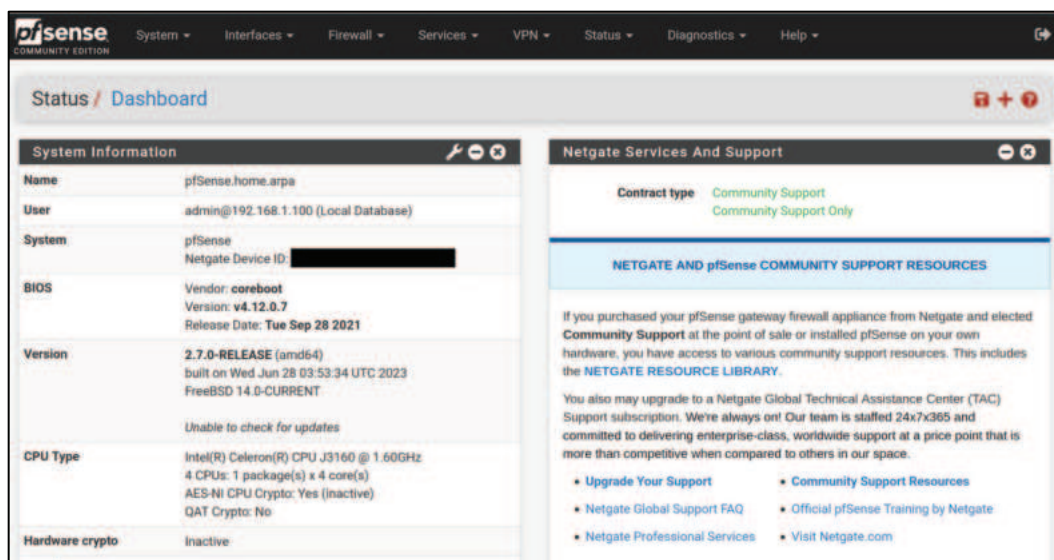 pfsense
COMMUNITY EDITION
System Interfaces Firewall Services VPN Status Diagnostics Help
Status / Dashboard
System Information
Name pfSense.home.arpa
User admin@192.168.1.100 (Local Database)
System pfSense
Netgate Device ID:
BIOS Vendor: coreboot
Version: v4.12.0.7
Release Date: Tue Sep 28 2021
Version 2.7.0-RELEASE (amd64)
built on Wed Jun 28 03:53:34 UTC 2023
FreeBSD 14.0-CURRENT
Unable to check for updates
CPU Type Intel(R) Celeron(R) CPU J3160 @ 1.60GHz
4 CPUs: 1 package(s) x 4 core(s)
AES-NI CPU Crypto: Yes (inactive)
QAT Crypto: No
Hardware crypto Inactive
Netgate Services And Support
Contract type Community Support
Community Support Only
NETGATE AND pfSense COMMUNITY SUPPORT RESOURCES
If you purchased your pfSense gateway firewall appliance from Netgate and elected
Community Support at the point of sale or installed pfSense on your own
hardware, you have access to various community support resources. This includes
the NETGATE RESOURCE LIBRARY.
You also may upgrade to a Netgate Global Technical Assistance Center (TAC)
Support subscription. We're always on! Our team is staffed 24x7x365 and
committed to delivering enterprise-class, worldwide support at a price point that is
more than competitive when compared to others in our space.
• Upgrade Your Support • Community Support Resources
• Netgate Global Support FAQ • Official pfSense Training by Netgate
• Netgate Professional Services • Visit Netgate.com